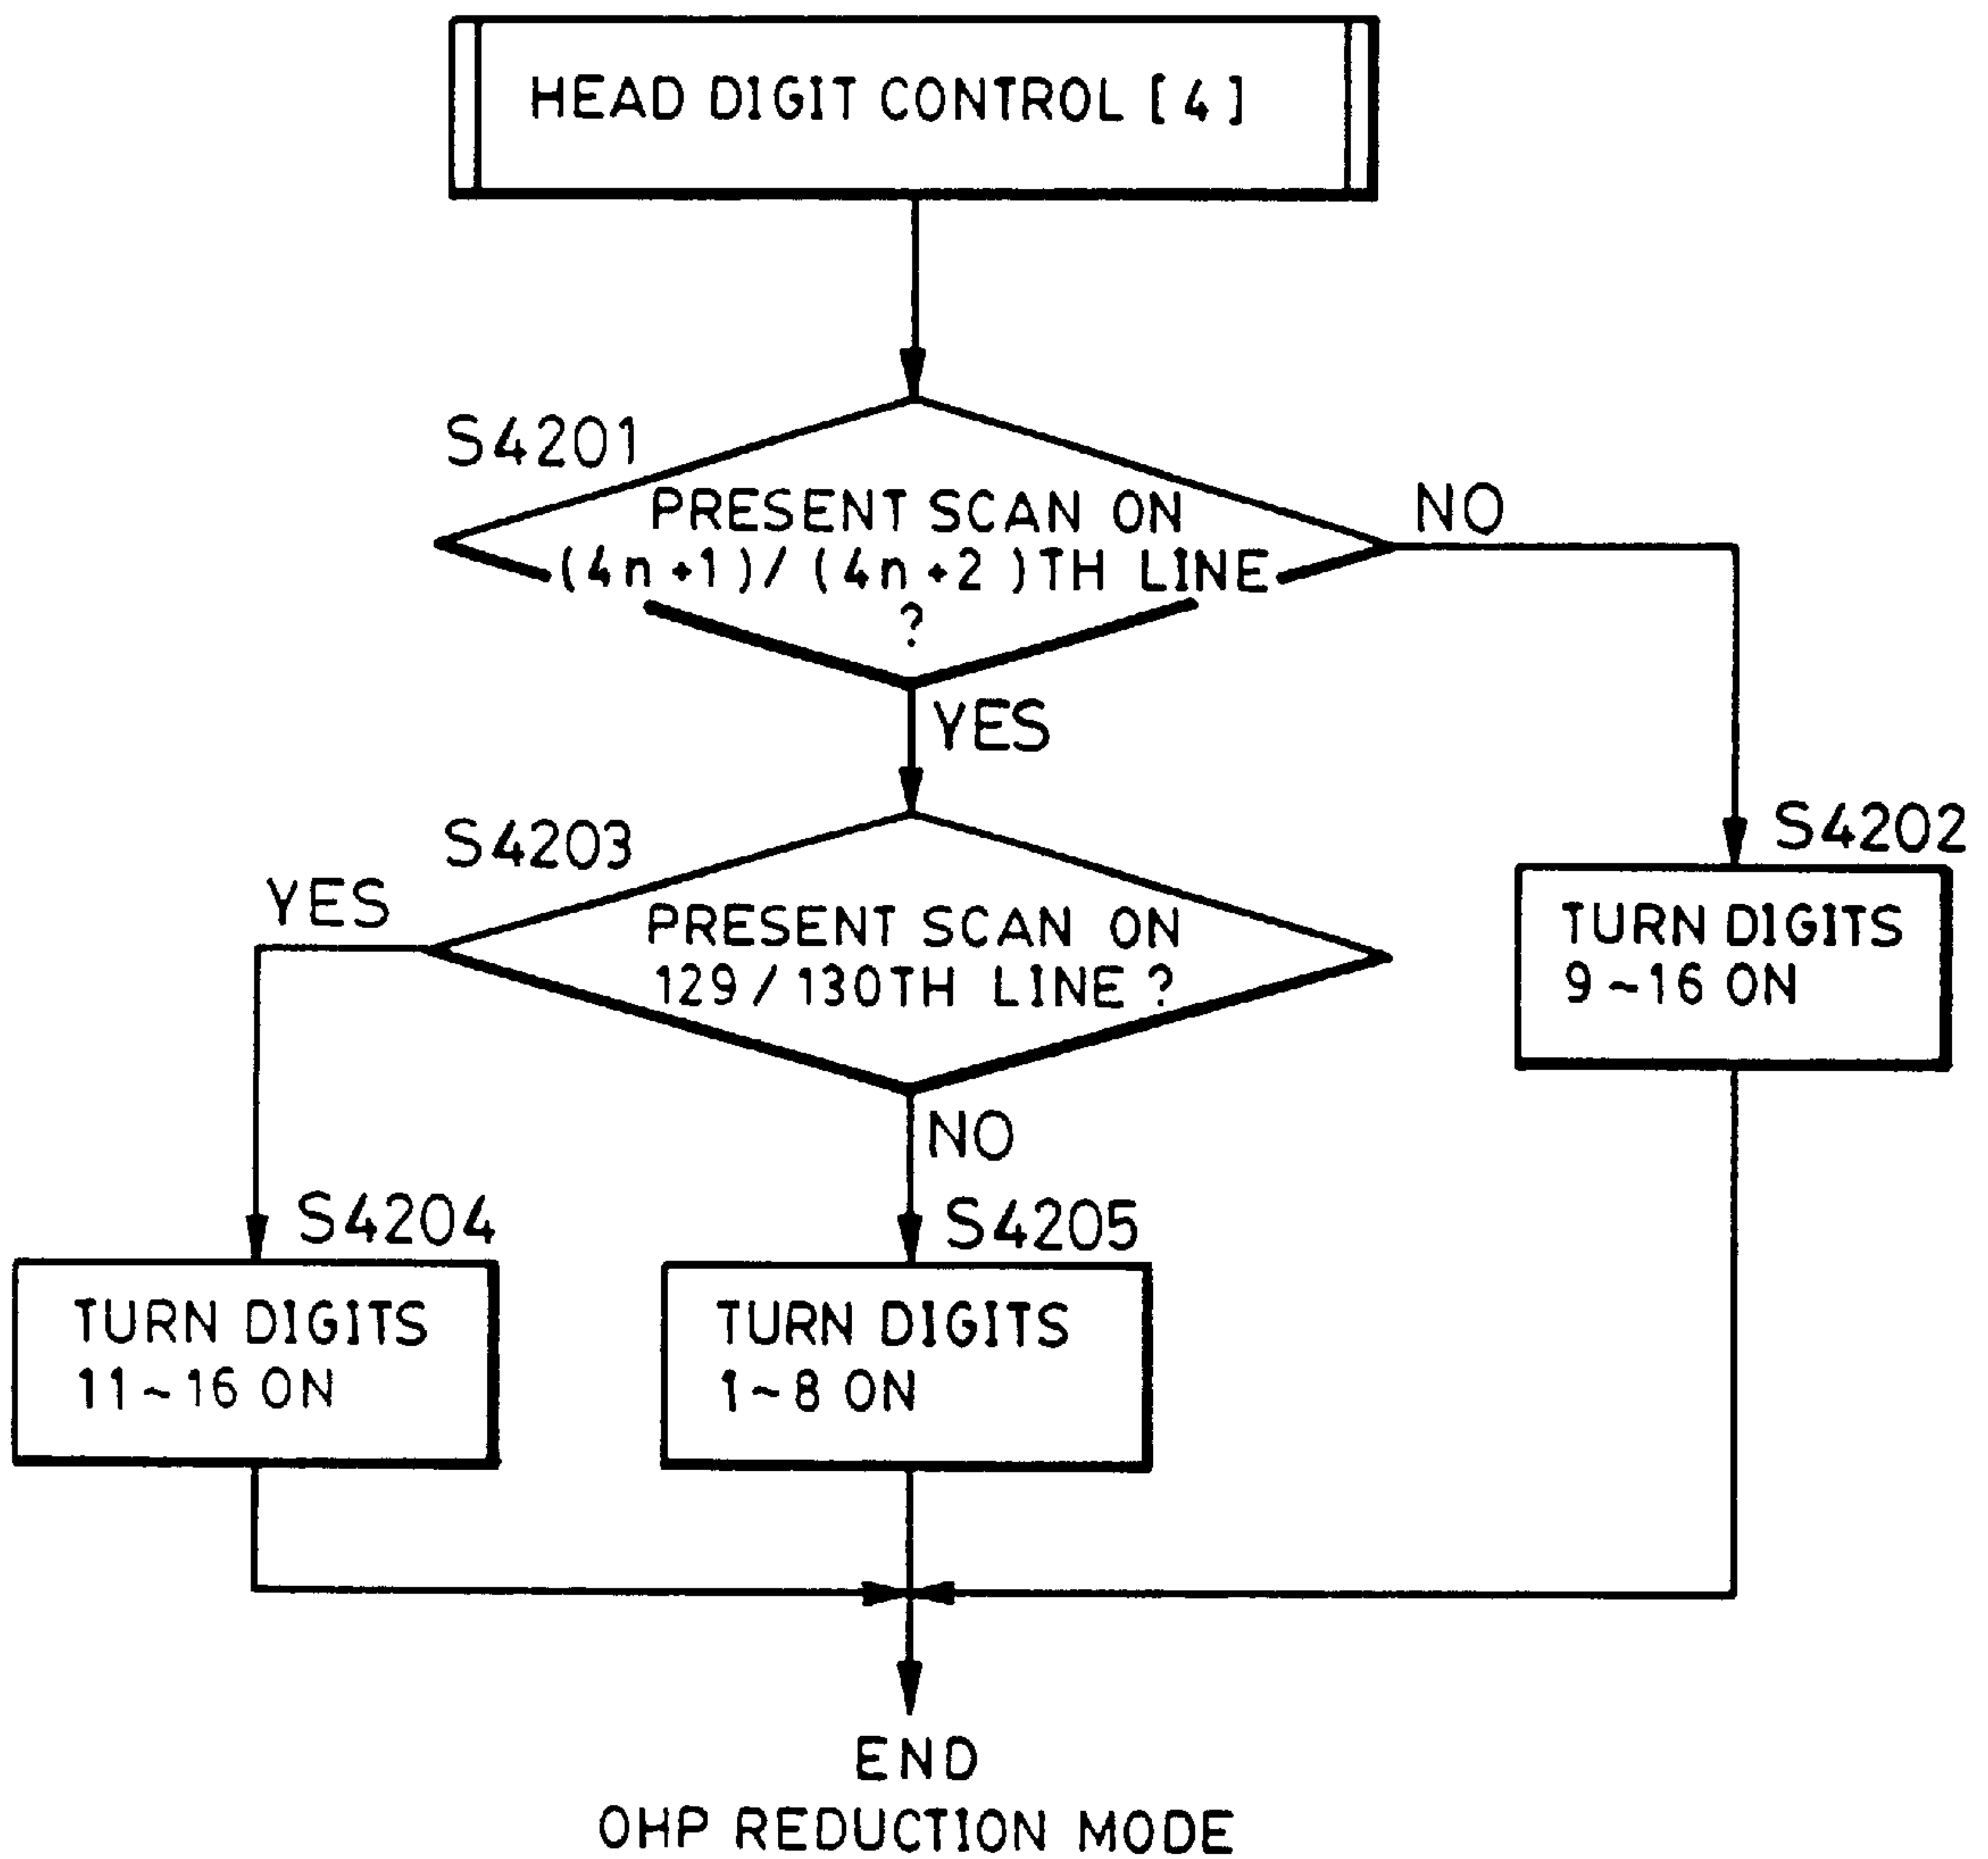 HEAD DIGIT CONTROL [4]
S4201
PRESENT SCAN ON
(4n+1)/(4n+2)TH LINE
?
NO
YES
S4203
S4202
YES
PRESENT SCAN ON
129/130TH LINE?
TURN DIGITS
9~16 ON
NO
S4204
S4205
TURN DIGITS
11~16 ON
TURN DIGITS
1~8 ON
END
OHP REDUCTION MODE